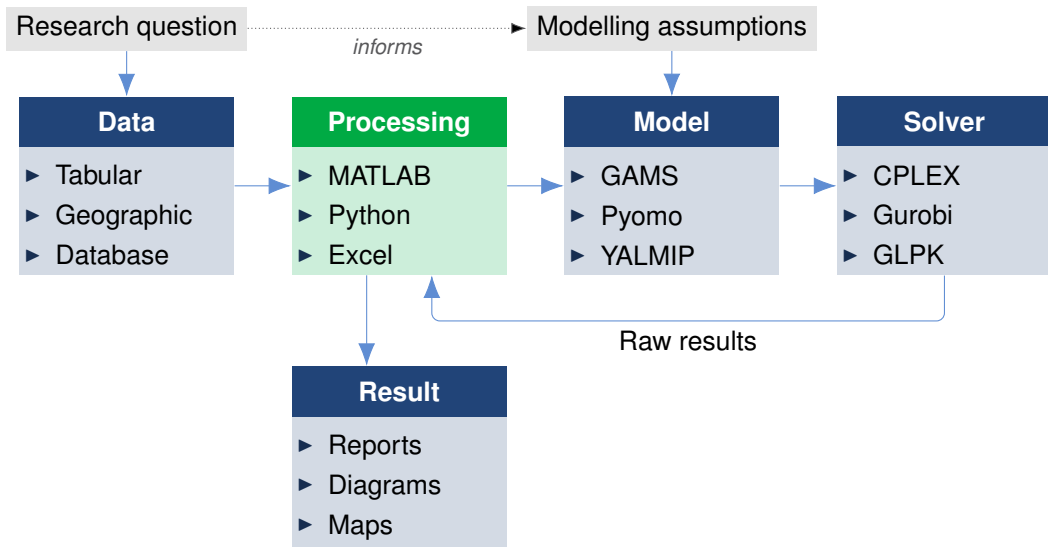 Research question
informs
Modelling assumptions
Data
Tabular
Geographic
Database
Processing
MATLAB
Python
Excel
Model
GAMS
Pyomo
YALMIP
Solver
CPLEX
Gurobi
GLPK
Raw results
Result
Reports
Diagrams
Maps